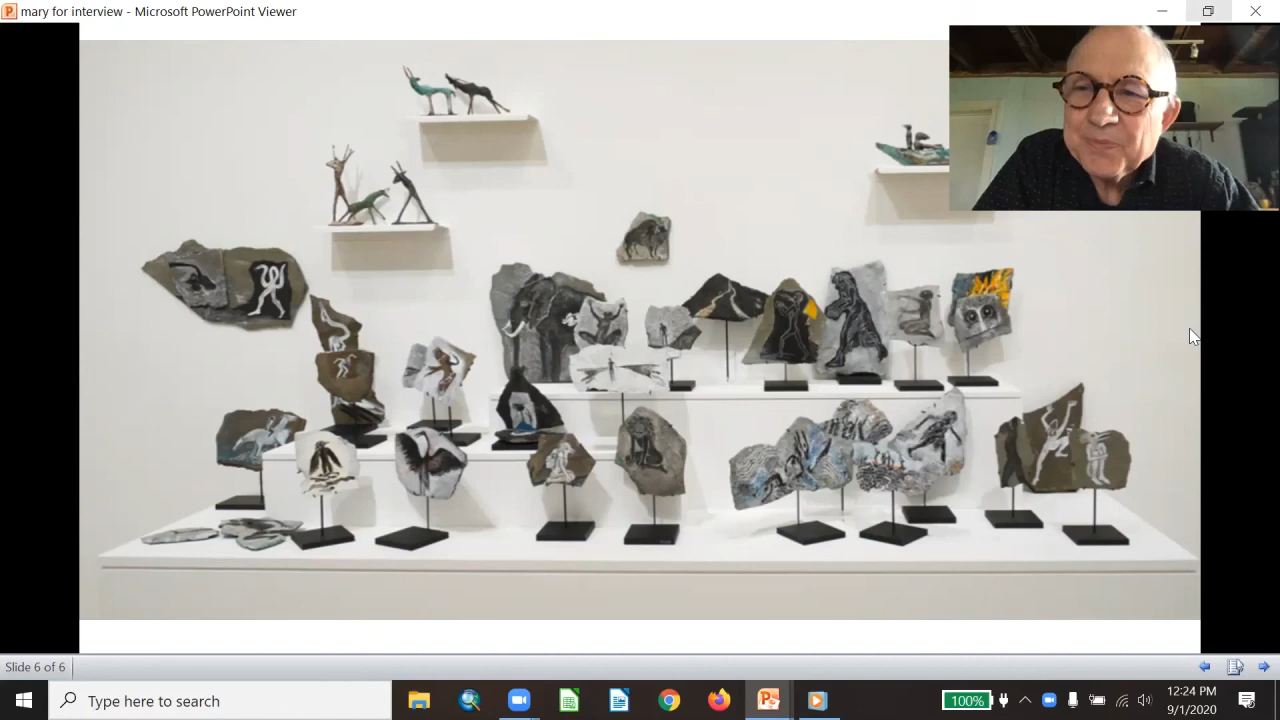 mary for interview - Microsoft PowerPoint Viewer
Slide 6 of 6
Type here to search
100%
12:24 PM
9/1/2020